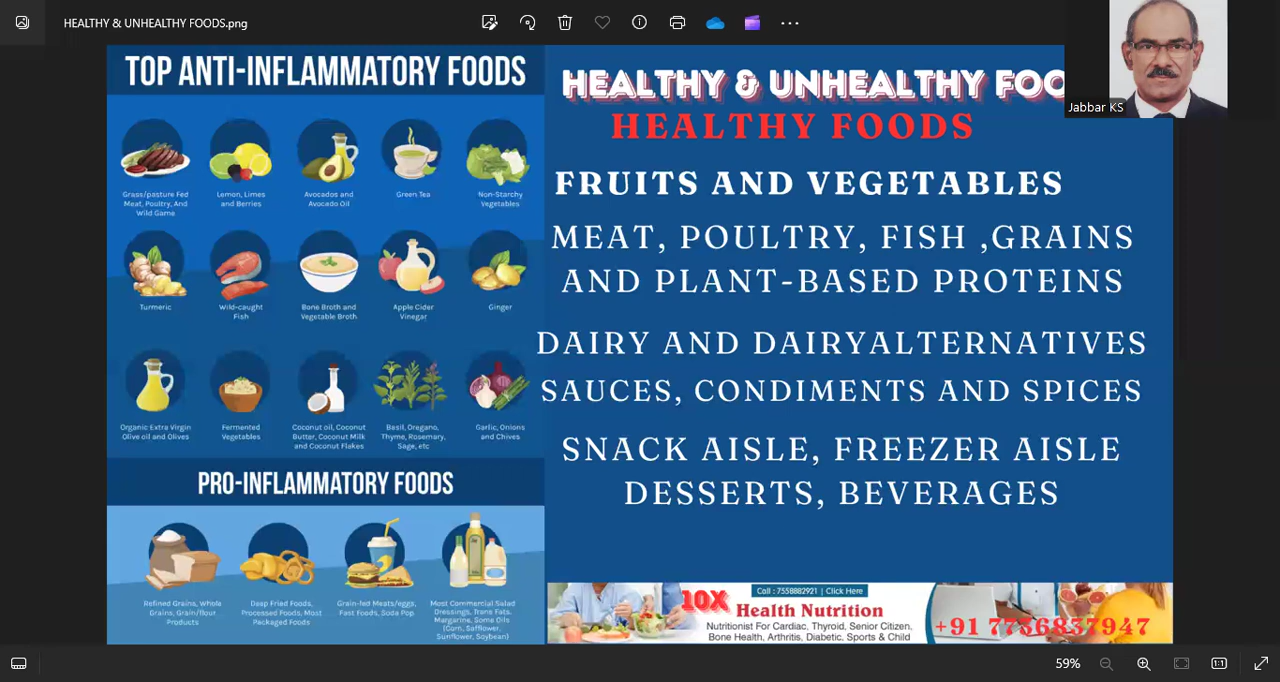 HEALTHY & UNHEALTHY FOODS.png
Jabbar KS
TOP ANTI-INFLAMMATORY FOODS
Grass/pasture Fed
Meat, Poultry, And
Wild Game
Lemon, Limes
and Berries
Avocados and
Avocado Oil
Green Tea
Non-Starchy
Vegetables
Turmeric
Wild-caught
Fish
Bone Broth and
Vegetable Broth
Apple Cider
Vinegar
Ginger
Organic Extra Virgin
Olive oil and Olives
Fermented
Vegetables
Coconut oil, Coconut
Butter, Coconut Milk
and Coconut Flakes
Basil, Oregano,
Thyme, Rosemary,
Sage, etc
Garlic, Onions
and Chives
PRO-INFLAMMATORY FOODS
Refined Grains, Whole
Grains, Grain/flour
Products
Deep Fried Foods,
Processed Foods, Most
Packaged Foods
Grain-fed Meats/eggs,
Fast Foods, Soda Pop
Most Commercial Salad
Dressings, Trans Fats,
Margarine, Some Oils
(Corn, Safflower,
Sunflower, Soybean)
HEALTHY & UNHEALTHY FOO
HEALTHY FOODS
FRUITS AND VEGETABLES
MEAT, POULTRY, FISH ,GRAINS
AND PLANT-BASED PROTEINS
DAIRY AND DAIRYALTERNATIVES
SAUCES, CONDIMENTS AND SPICES
SNACK AISLE, FREEZER AISLE
DESSERTS, BEVERAGES
Call : 7558882921 | Click Here
10X
Health Nutrition
Nutritionist For Cardiac, Thyroid, Senior Citizen,
Bone Health, Arthritis, Diabetic, Sports & Child
+91 7736837947
59%
1:1